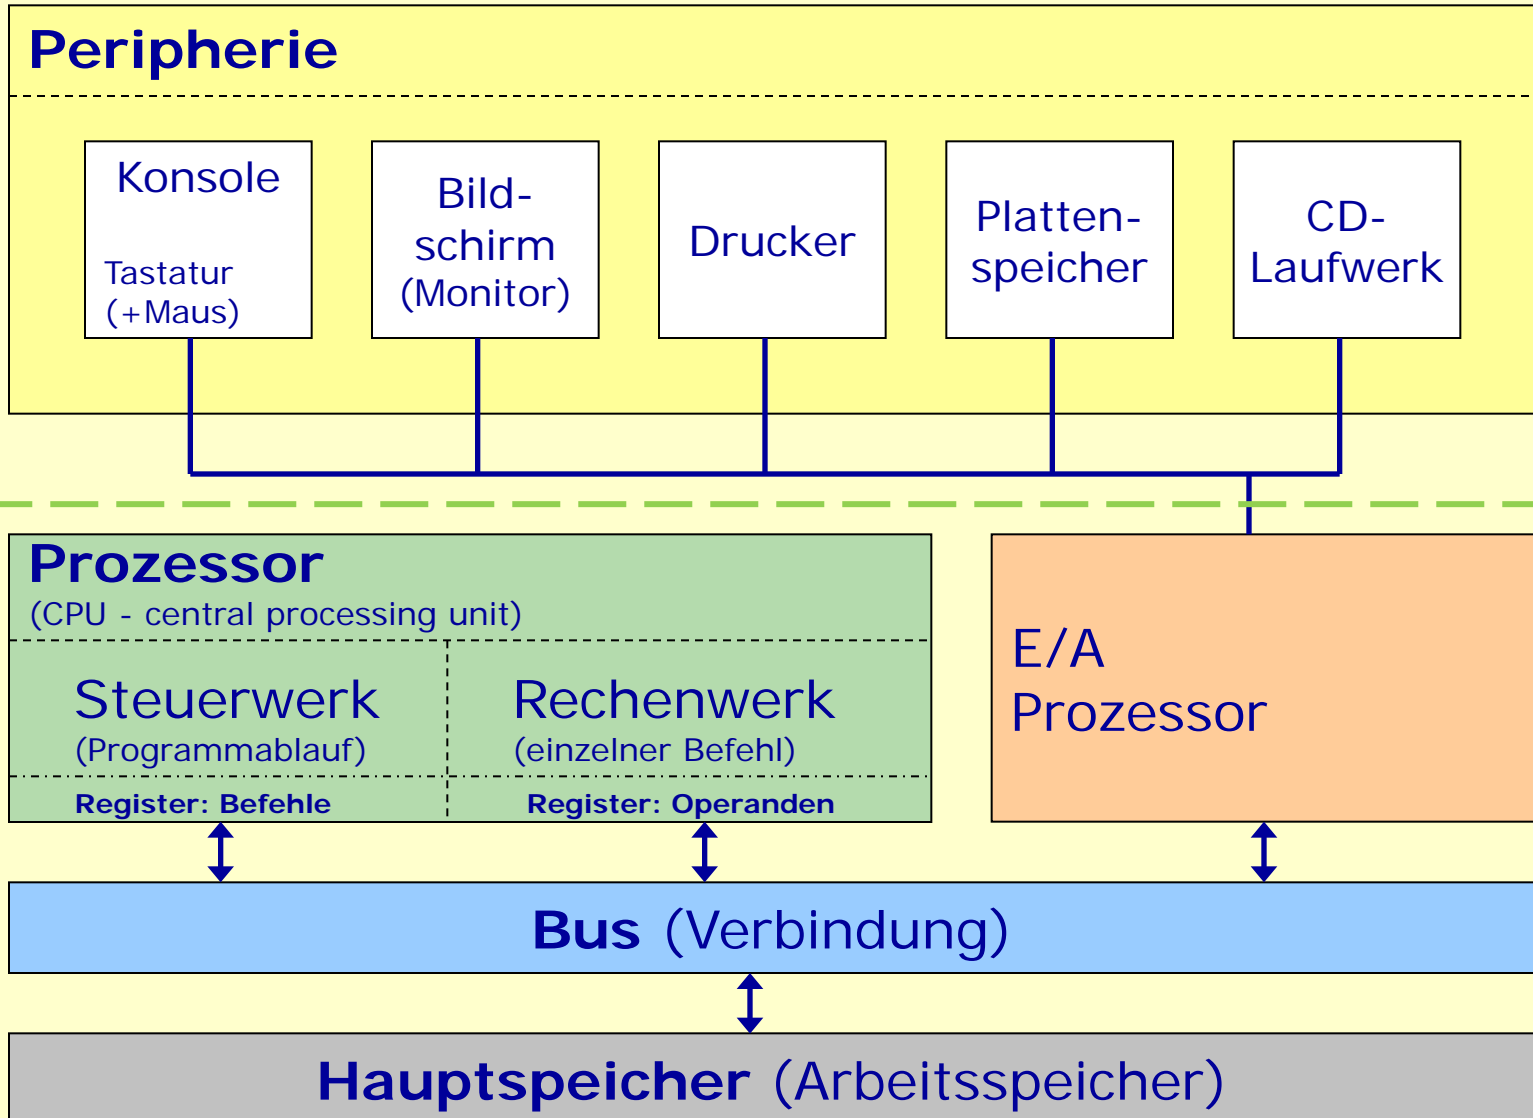 Peripherie
Konsole
Tastatur
(+Maus)
Bild-
schirm
(Monitor)
Drucker
Platten-
speicher
CD-
Laufwerk
Prozessor
(CPU - central processing unit)
Steuerwerk
(Programmablauf)
Register: Befehle
Rechenwerk
(einzelner Befehl)
Register: Operanden
E/A
Prozessor
Bus (Verbindung)
Hauptspeicher (Arbeitsspeicher)